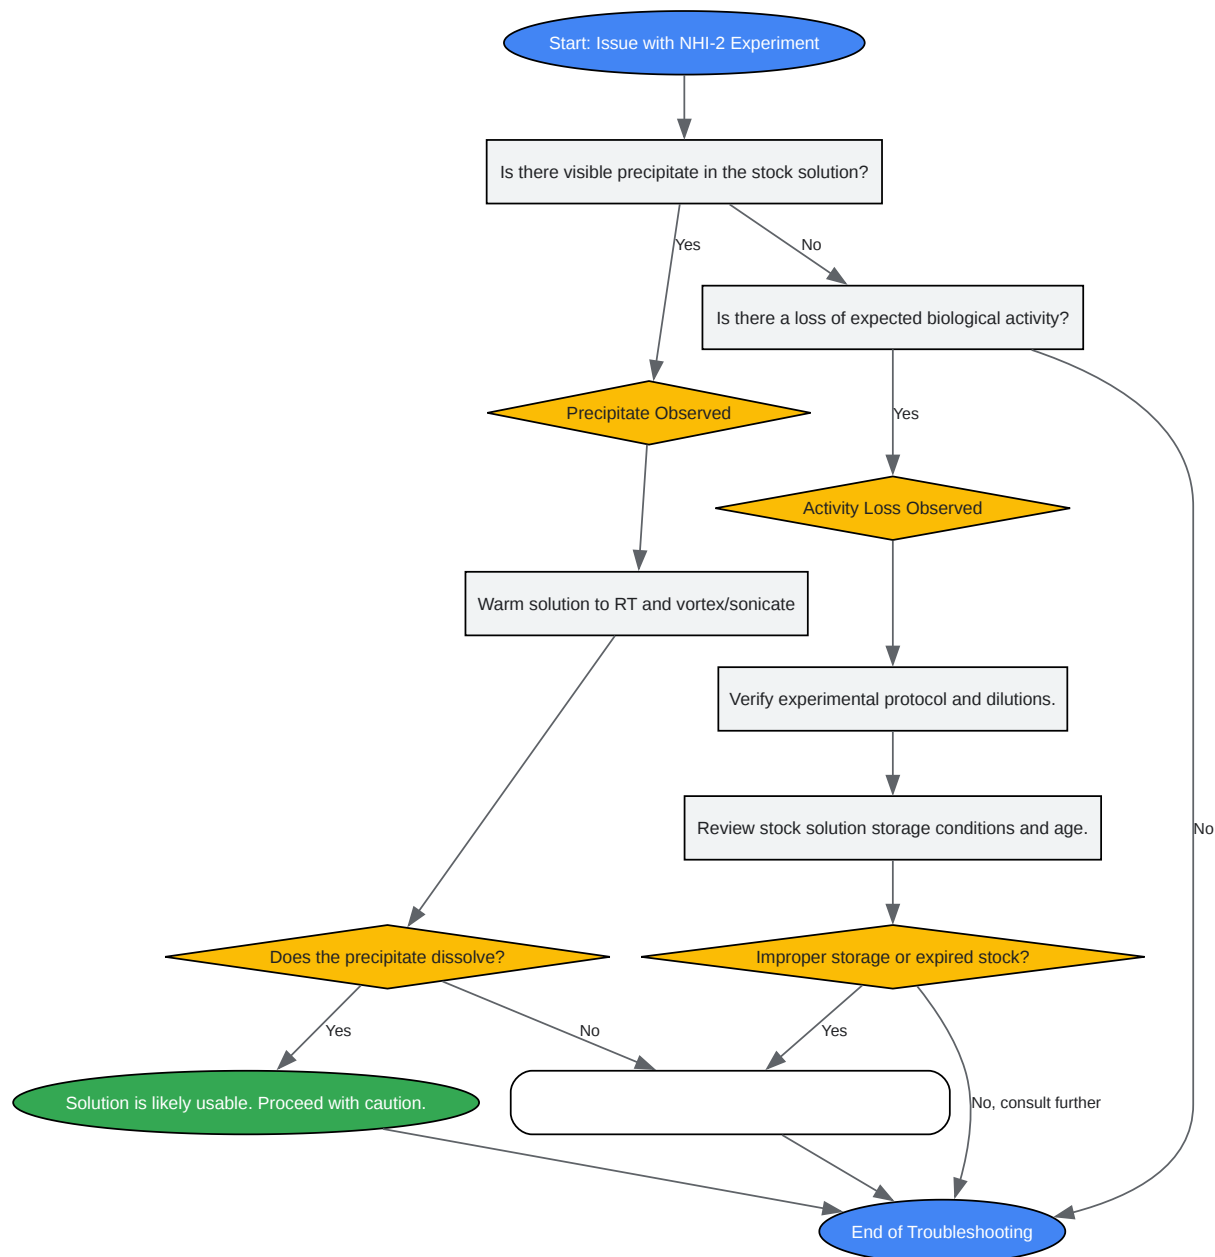 Start: Issue with NHI-2 Experiment
Is there visible precipitate in the stock solution?
Yes
No
Is there a loss of expected biological activity?
Precipitate Observed
Yes
Activity Loss Observed
Warm solution to RT and vortex/sonicate
Verify experimental protocol and dilutions.
Review stock solution storage conditions and age.
No
Does the precipitate dissolve?
Improper storage or expired stock?
Yes
No
Yes
Solution is likely usable. Proceed with caution.
No, consult further
End of Troubleshooting